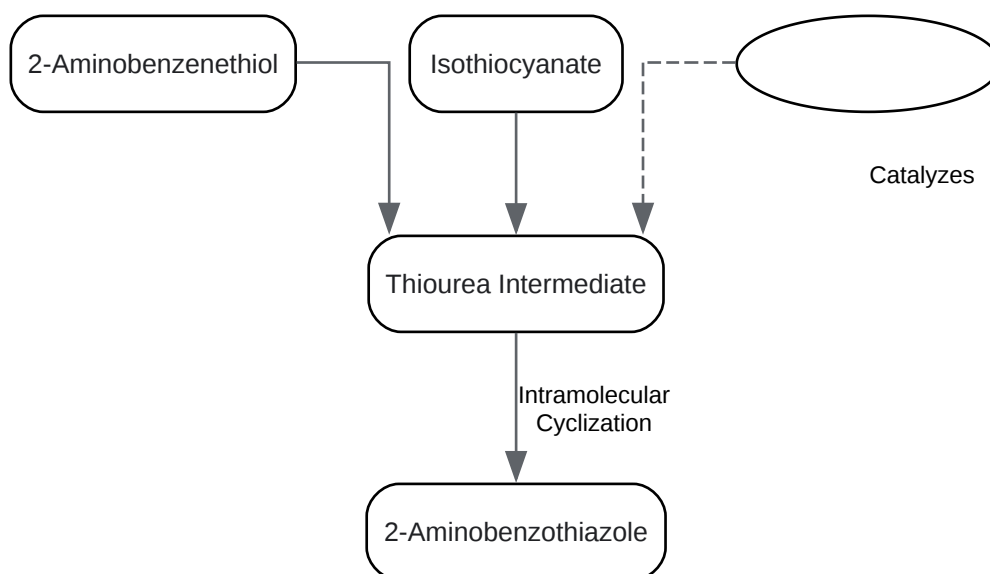 2-Aminobenzenethiol
Isothiocyanate
Catalyzes
Thiourea Intermediate
Intramolecular
Cyclization
2-Aminobenzothiazole